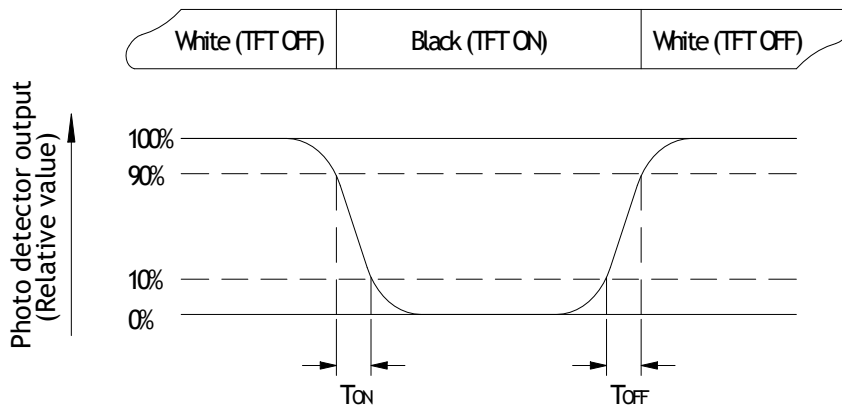 White (TFT OFF) Black (TFT ON) White (TFT OFF)
Photo detector output
(Relative value)
100%
90%
10%
0%
TON TOFF